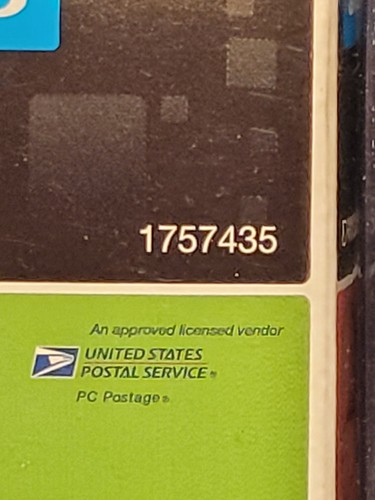 1757435
An approved licensed vendor
UNITED STATES
POSTAL SERVICE®
PC Postage®